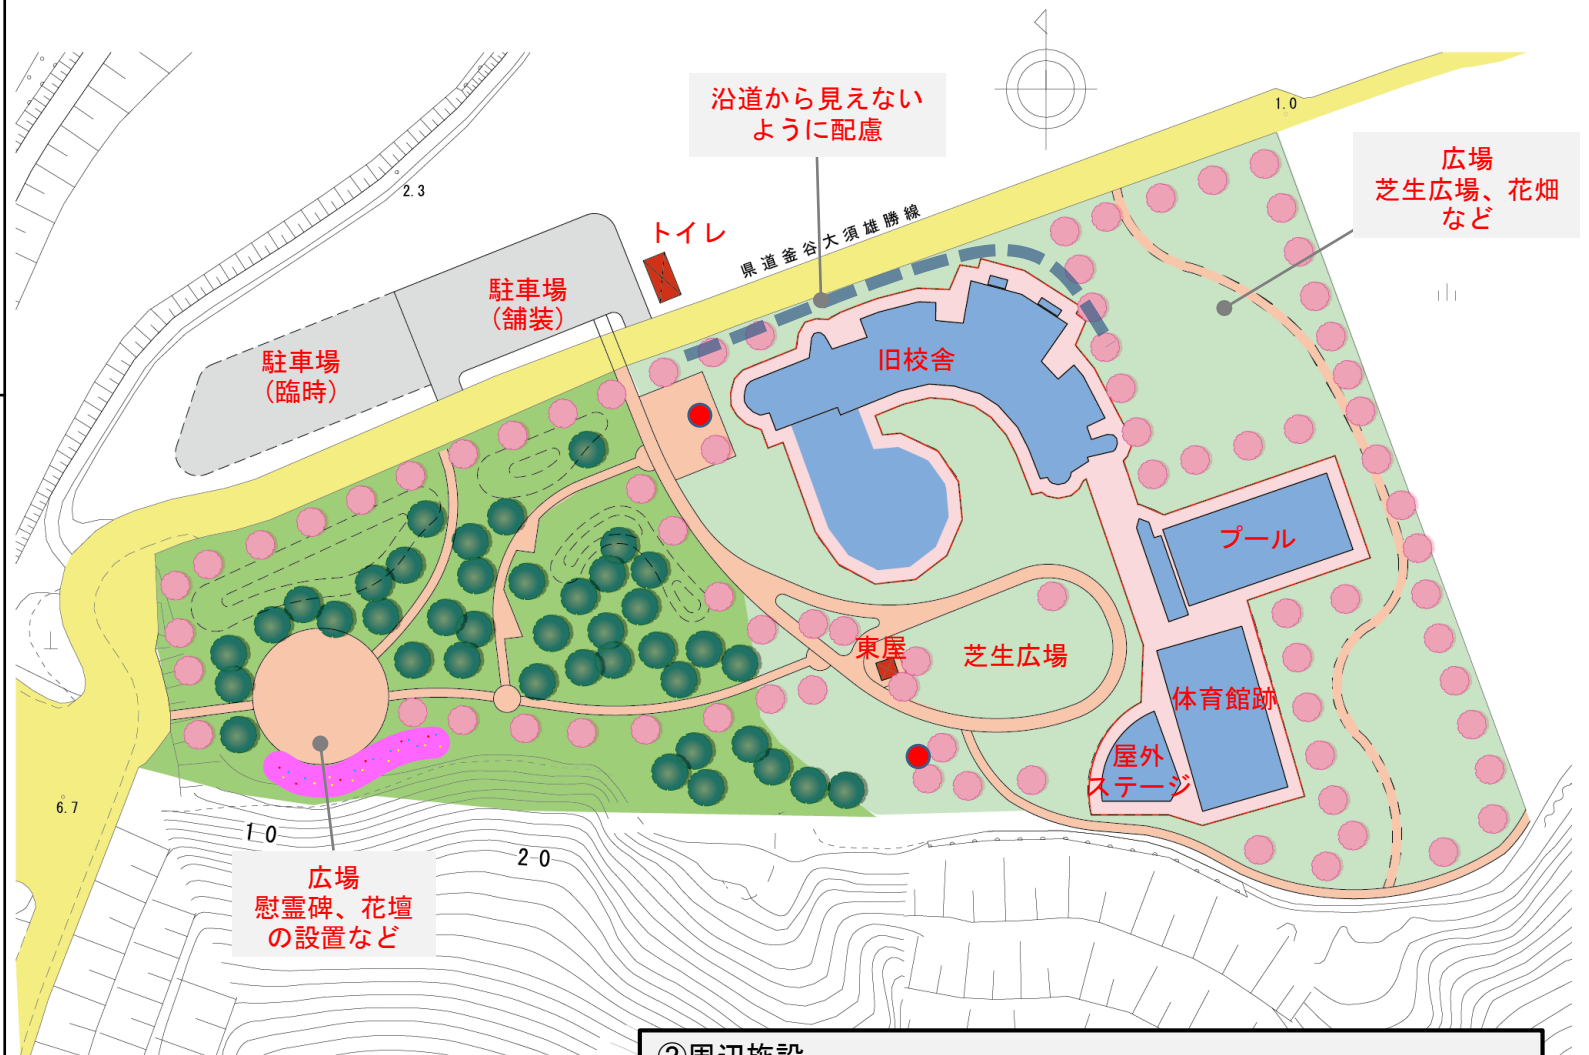 沿道から見えない
ように配慮
1.0
広場
芝生広場、花畑
など
2.3
トイレ
県道釜谷大須雄勝線
駐車場
(舗装)
駐車場
(臨時)
旧校舎
プール
東屋
芝生広場
体育館跡
屋外
ステージ
6.7
10
20
広場
慰霊碑、花壇
の設置など
②周辺施設